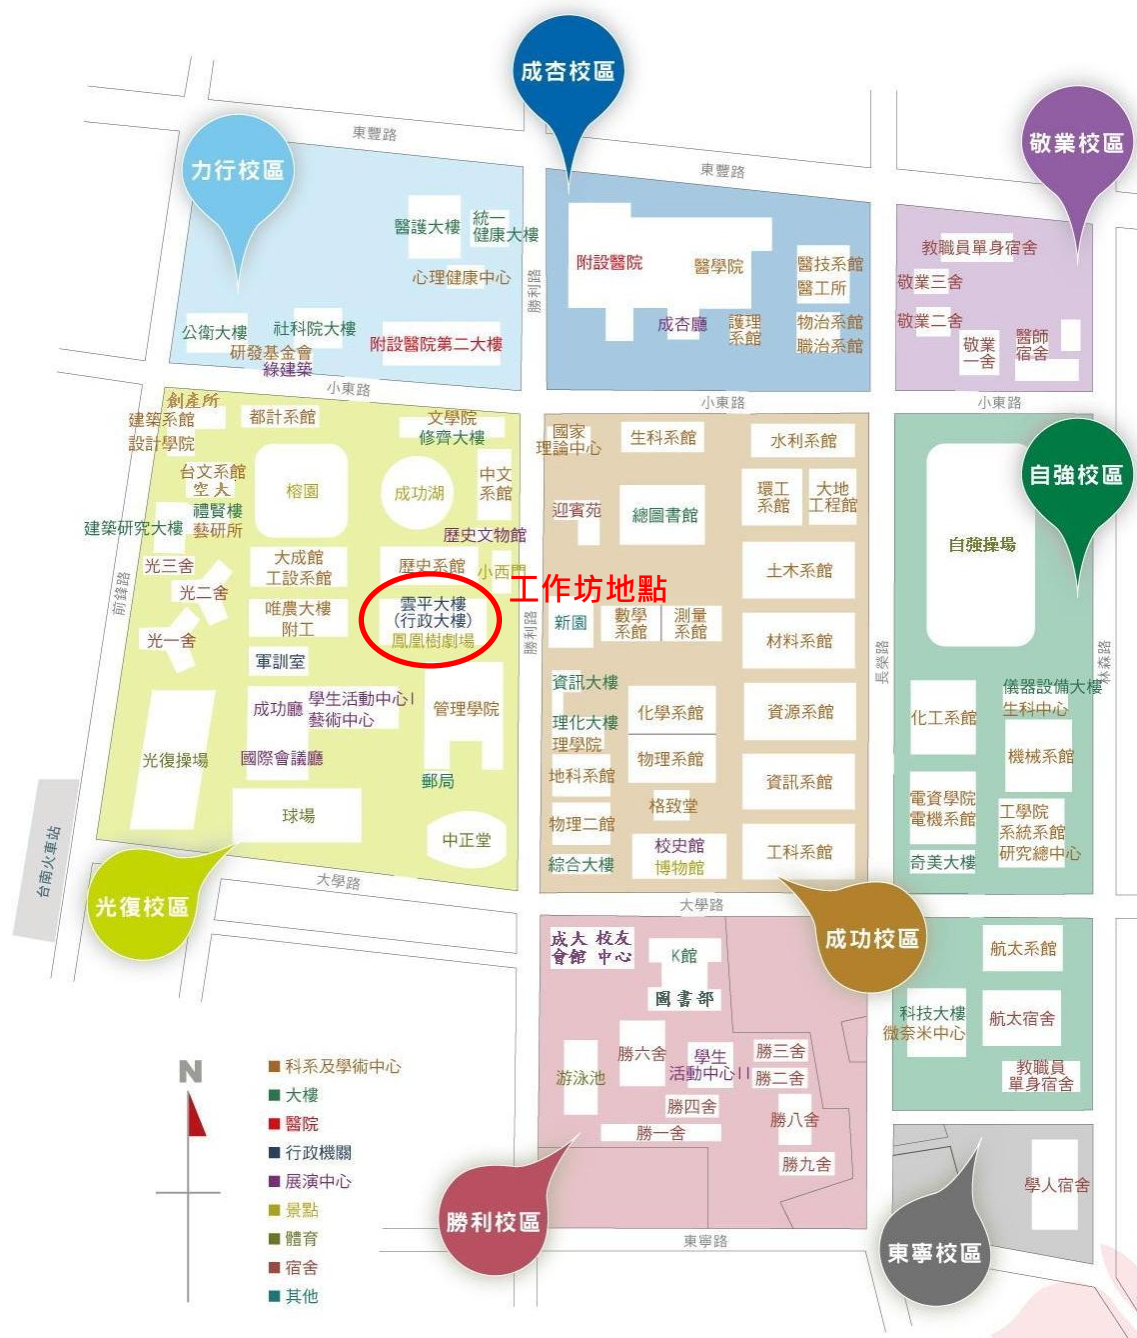 成杏校區
力行校區
敬業校區
東豐路
東豐路
醫護大樓
統一
健康大樓
心理健康中心
公衛大樓
社科院大樓
研發基金會
綠建築
附設醫院第二大樓
勝利路
附設醫院
醫學院
醫技系館
醫工所
成杏廳
護理
系館
物治系館
職治系館
教職員單身宿舍
敬業三舍
敬業二舍
敬業
一舍
醫師
宿舍
小東路
小東路
小東路
創產所
建築系館
設計學院
都計系館
文學院
修齊大樓
台文系館
空大
榕園
成功湖
中文
系館
禮賢樓
藝研所
建築研究大樓
歷史文物館
光三舍
大成館
工設系館
歷史系館
小西門
光二舍
唯農大樓
附工
雲平大樓
(行政大樓)
鳳凰樹劇場
工作坊地點
光一舍
軍訓室
前鋒路
勝利路
成功廳
學生活動中心I
藝術中心
管理學院
光復操場
國際會議廳
郵局
球場
中正堂
台南火車站
大學路
光復校區
國家
理論中心
生科系館
水利系館
迎賓苑
總圖書館
環工
系館
大地
工程館
土木系館
新園
數學
系館
測量
系館
材料系館
資訊大樓
理化大樓
理學院
化學系館
資源系館
地科系館
物理系館
資訊系館
物理二館
格致堂
綜合大樓
校史館
博物館
工科系館
大學路
成功校區
長榮路
自強校區
自強操場
林森路
化工系館
儀器設備大樓
生科中心
機械系館
電資學院
電機系館
工學院
系統系館
研究總中心
奇美大樓
航太系館
科技大樓
微奈米中心
航太宿舍
教職員
單身宿舍
成大 校友
會館 中心
K館
圖書部
勝六舍
學生
活動中心II
勝三舍
勝二舍
游泳池
勝四舍
勝一舍
勝八舍
勝九舍
勝利校區
東寧路
學人宿舍
東寧校區
N
科系及學術中心
大樓
醫院
行政機關
展演中心
景點
體育
宿舍
其他